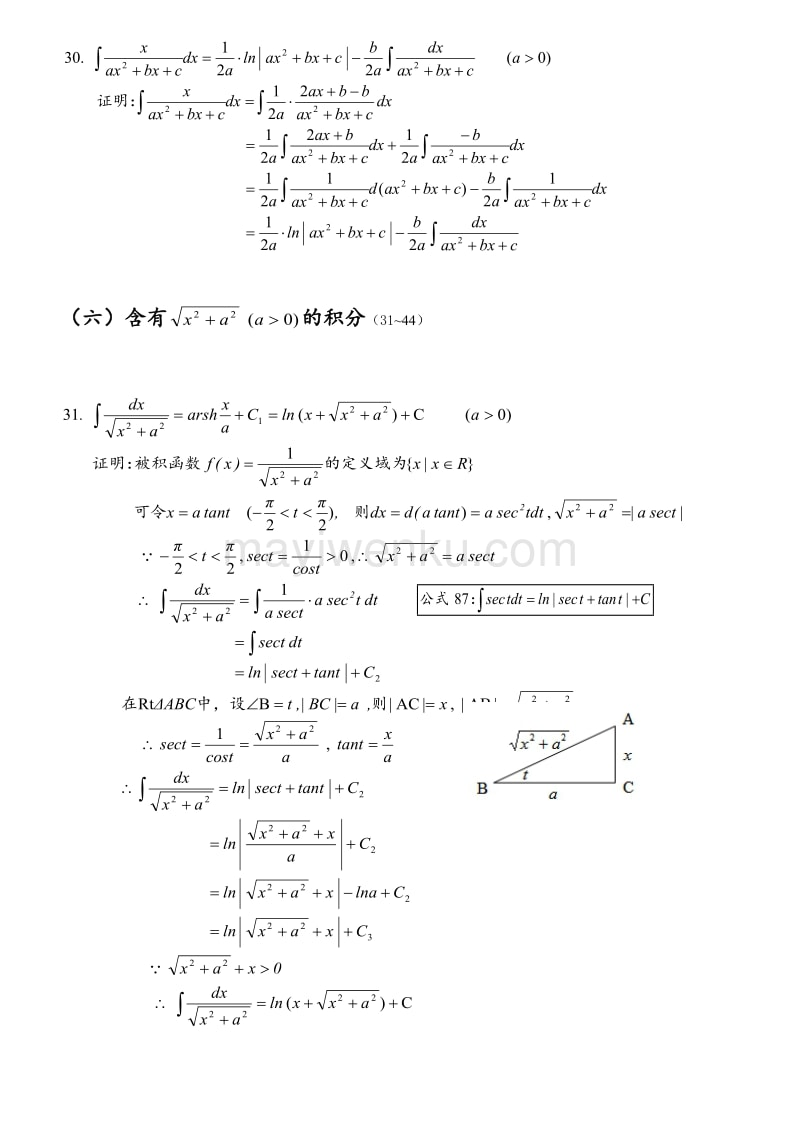 30. ∫ x/(ax²+bx+c) dx = 1/(2a)·ln|ax²+bx+c| − b/(2a) ∫ dx/(ax²+bx+c) (a>0)
证明:∫ x/(ax²+bx+c) dx = ∫ 1/(2a)·(2ax+b−b)/(ax²+bx+c) dx
= 1/(2a) ∫ (2ax+b)/(ax²+bx+c) dx + 1/(2a) ∫ −b/(ax²+bx+c) dx
= 1/(2a) ∫ 1/(ax²+bx+c) d(ax²+bx+c) − b/(2a) ∫ 1/(ax²+bx+c) dx
= 1/(2a)·ln|ax²+bx+c| − b/(2a) ∫ dx/(ax²+bx+c)
（六）含有 √(x²+a²) (a>0)的积分（31~44）
31. ∫ dx/√(x²+a²) = arsh x/a + C₁ = ln(x+√(x²+a²))+C (a>0)
证明:被积函数 f(x) = 1/√(x²+a²) 的定义域为{x|x∈R}
可令x = a tant (−π/2<t<π/2), 则dx = d(a tant) = a sec²tdt , √(x²+a²) =|a sect|
∵ −π/2<t<π/2, sect = 1/cost >0 ,∴ √(x²+a²) = a sect
∴ ∫ dx/√(x²+a²) = ∫ 1/(a sect)·a sec²t dt
公式 87:∫sectdt = ln|sect+tant|+C
= ∫sect dt
= ln|sect+tant|+C₂
在RtΔABC中，设∠B = t ,|BC|= a ,则|AC|= x ,
∴ sect = 1/cost = √(x²+a²)/a , tant = x/a
∴ ∫ dx/√(x²+a²) = ln|sect+tant|+C₂
= ln|(√(x²+a²)+x)/a|+C₂
= ln|√(x²+a²)+x|−lna+C₂
= ln|√(x²+a²)+x|+C₃
∵ √(x²+a²)+x>0
∴ ∫ dx/√(x²+a²) = ln(x+√(x²+a²))+C
A
√(x²+a²)
x
B
t
a
C
mayiwenku.com